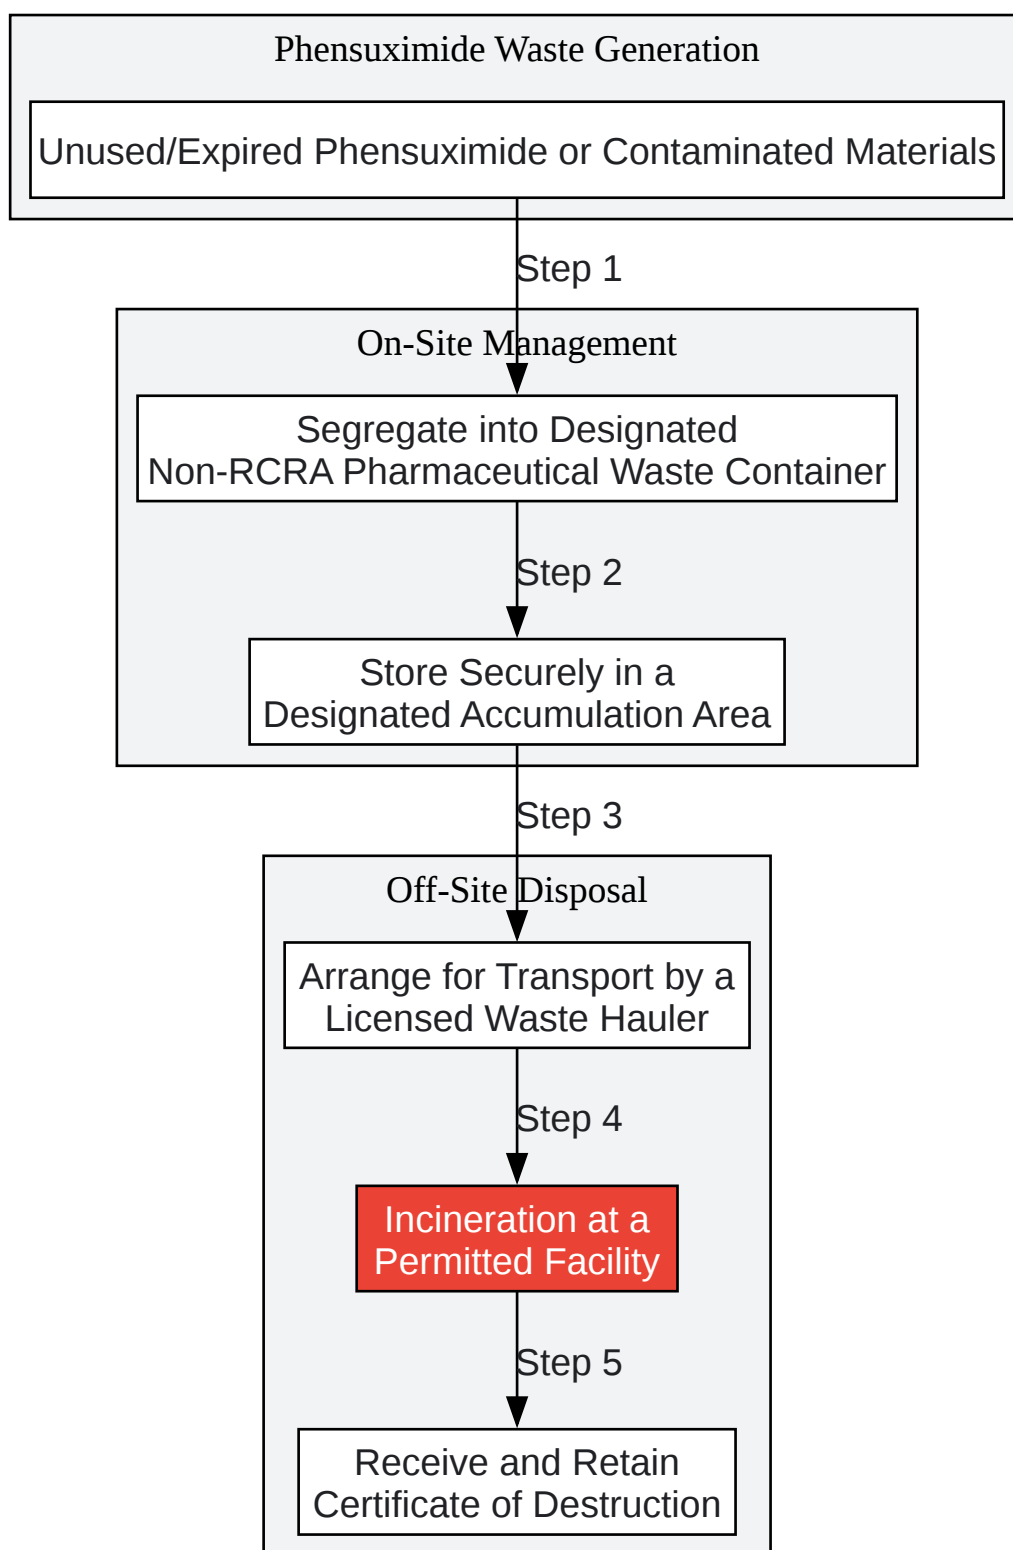 Phensuximide Waste Generation
Unused/Expired Phensuximide or Contaminated Materials
Step 1
On-Site Management
Segregate into Designated
Non-RCRA Pharmaceutical Waste Container
Step 2
Store Securely in a
Designated Accumulation Area
Step 3
Off-Site Disposal
Arrange for Transport by a
Licensed Waste Hauler
Step 4
Incineration at a
Permitted Facility
Step 5
Receive and Retain
Certificate of Destruction